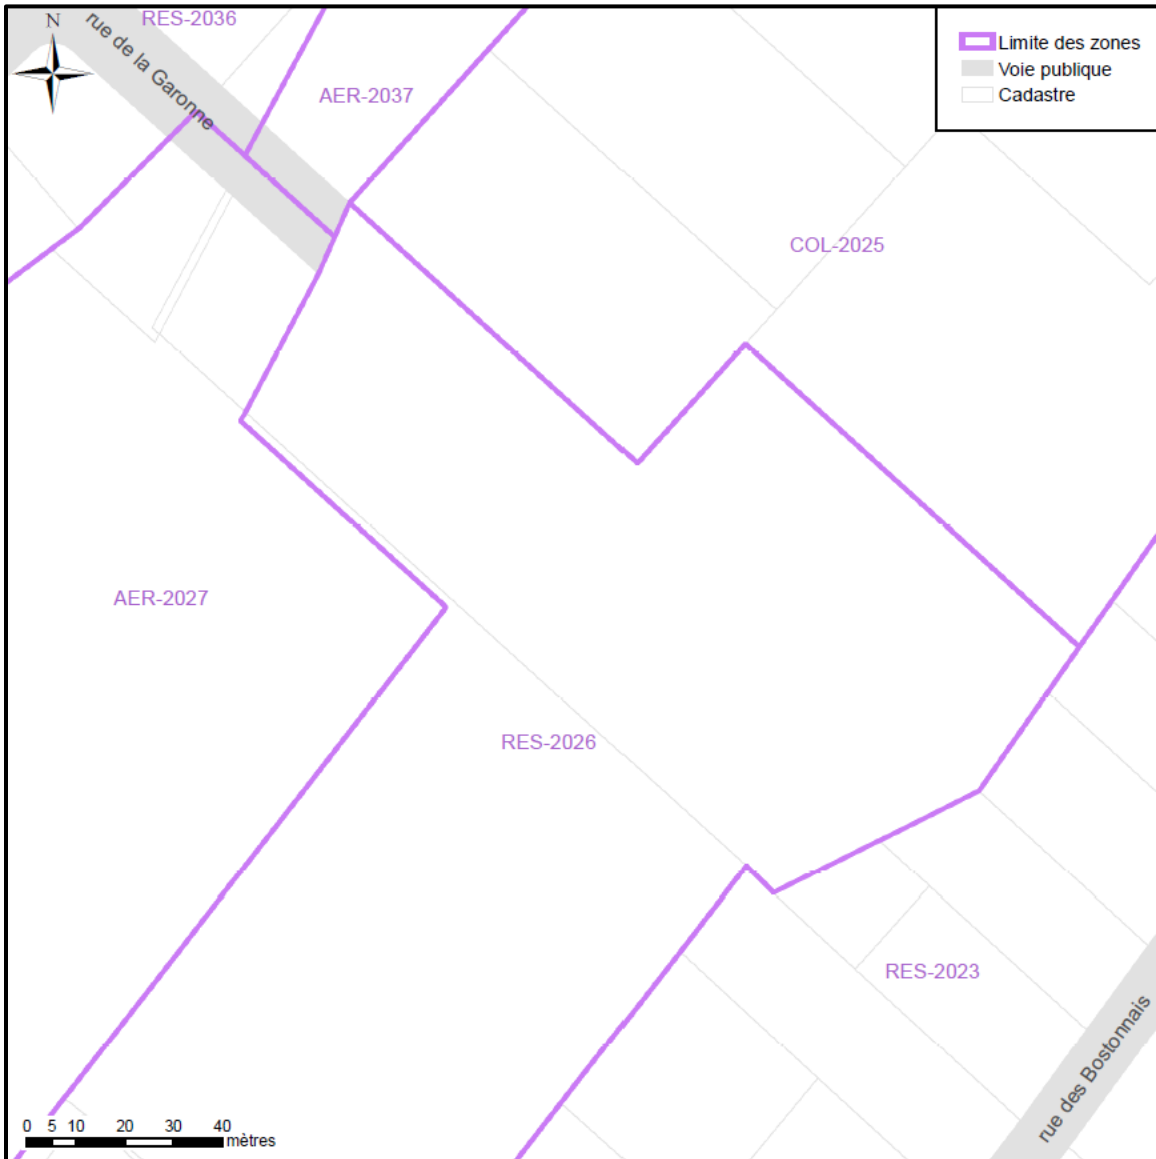 RES-2036
N
rue de la Garonne
AER-2037
Limite des zones
Voie publique
Cadastre
COL-2025
AER-2027
RES-2026
RES-2023
rue des Bostonnais
0 5 10 20 30 40
mètres